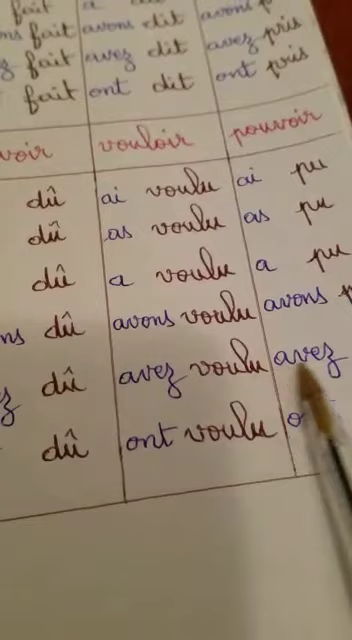 fait a
fait avons dit avons
fait avez dit avez pris
fait ont dit ont pris
voir vouloir pouvoir
dû ai voulu ai pu
dû as voulu as pu
dû a voulu a pu
ns dû avons voulu avons p
z dû avez voulu avez
dû ont voulu o